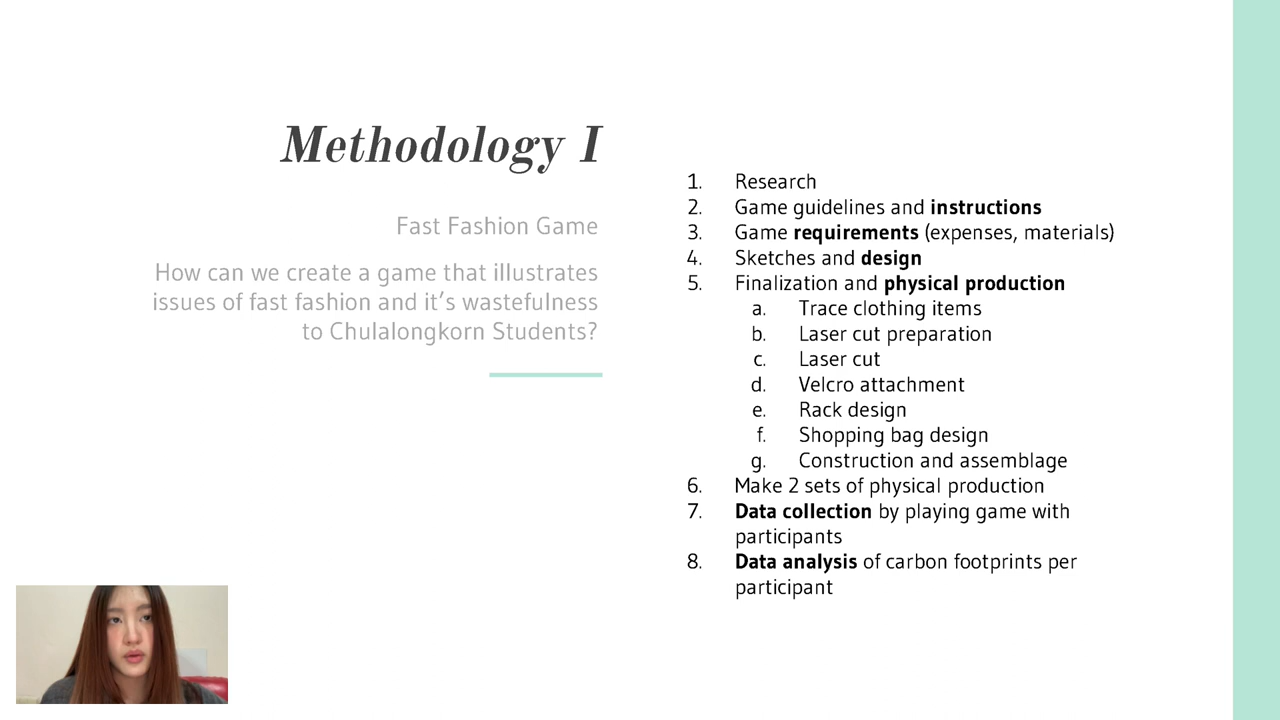 Methodology I
Fast Fashion Game
How can we create a game that illustrates
issues of fast fashion and it's wastefulness
to Chulalongkorn Students?
1. Research
2. Game guidelines and instructions
3. Game requirements (expenses, materials)
4. Sketches and design
5. Finalization and physical production
a. Trace clothing items
b. Laser cut preparation
c. Laser cut
d. Velcro attachment
e. Rack design
f. Shopping bag design
g. Construction and assemblage
6. Make 2 sets of physical production
7. Data collection by playing game with
participants
8. Data analysis of carbon footprints per
participant